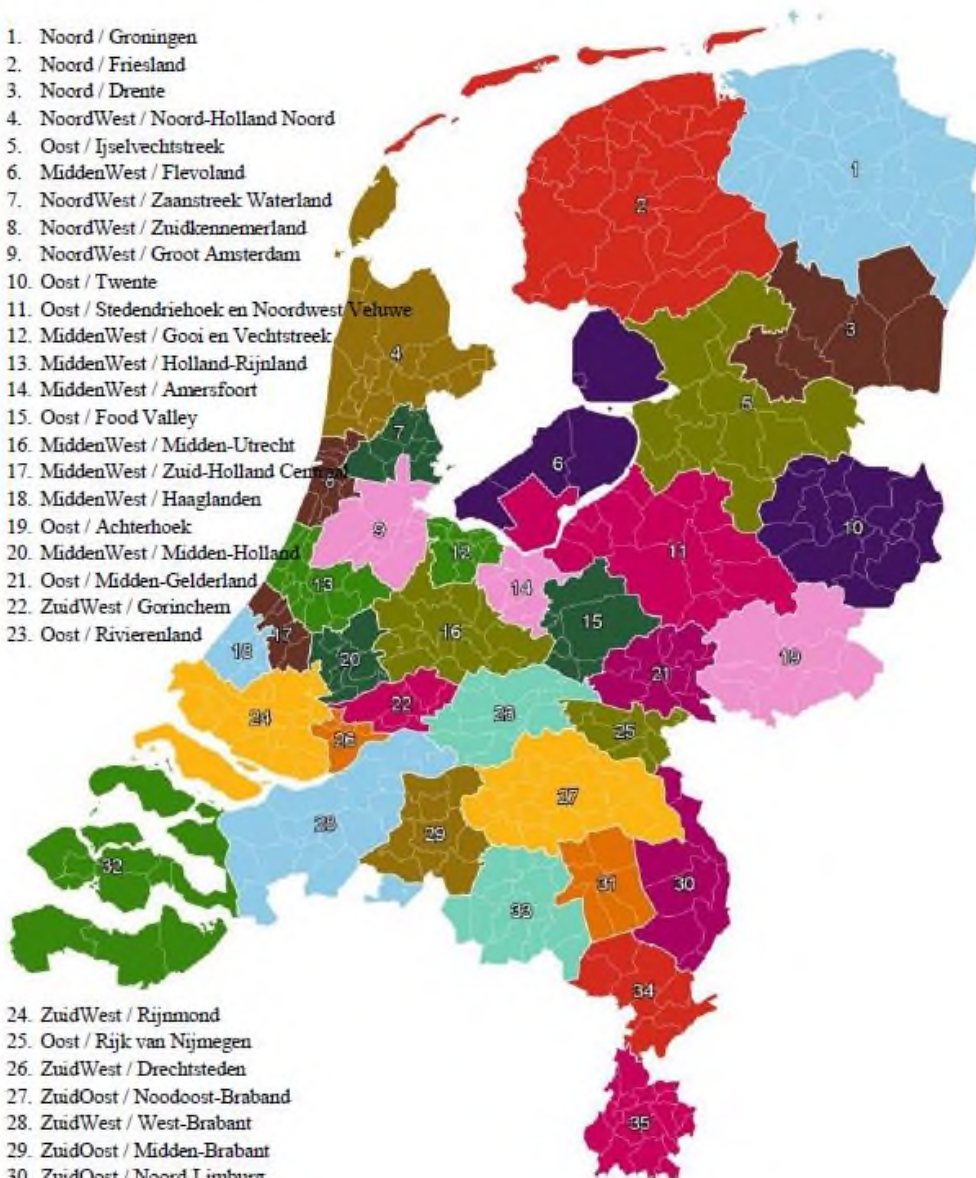 1. Noord / Groningen
2. Noord / Friesland
3. Noord / Drente
4. NoordWest / Noord-Holland Noord
5. Oost / Ijselvechtstreek
6. MiddenWest / Flevoland
7. NoordWest / Zaanstreek Waterland
8. NoordWest / Zuidkennemerland
9. NoordWest / Groot Amsterdam
10. Oost / Twente
11. Oost / Stedendriehoek en Noordwest Veluwe
12. MiddenWest / Gooi en Vechtstreek
13. MiddenWest / Holland-Rijnland
14. MiddenWest / Amersfoort
15. Oost / Food Valley
16. MiddenWest / Midden-Utrecht
17. MiddenWest / Zuid-Holland Centraal
18. MiddenWest / Haaglanden
19. Oost / Achterhoek
20. MiddenWest / Midden-Holland
21. Oost / Midden-Gelderland
22. ZuidWest / Gorinchem
23. Oost / Rivierenland
1
2
3
4
5
7
6
8
9
10
11
12
13
14
15
16
17
18
19
20
21
22
23
24
25
26
27
28
29
30
31
32
33
34
35
24. ZuidWest / Rijnmond
25. Oost / Rijk van Nijmegen
26. ZuidWest / Drechtsteden
27. ZuidOost / Noodoost-Braband
28. ZuidWest / West-Brabant
29. ZuidOost / Midden-Brabant
30. ZuidOost / Noord-Limburg